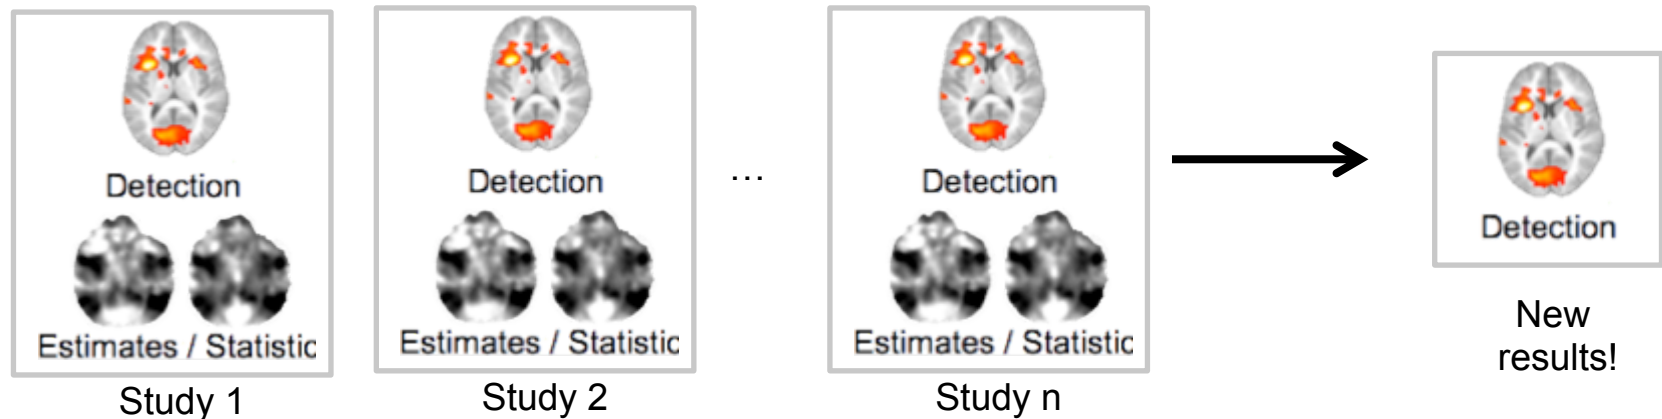 Detection
Estimates / Statistic
Study 1
Detection
Estimates / Statistic
Study 2
...
Detection
Estimates / Statistic
Study n
Detection
New
results!